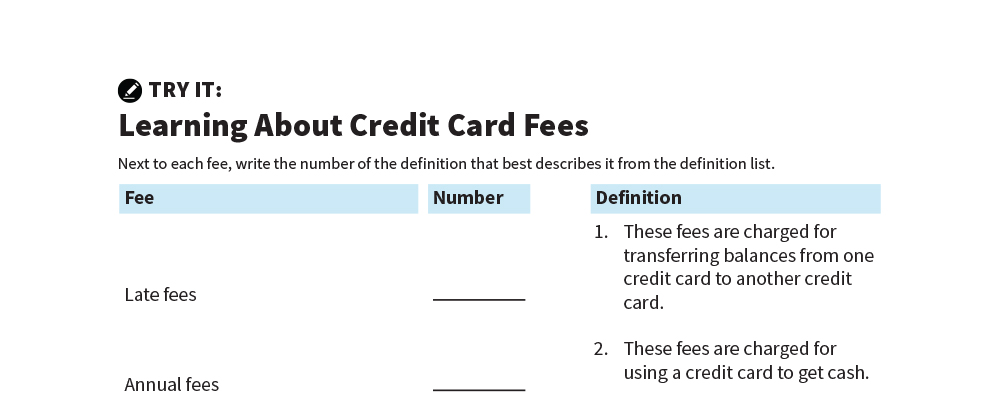 TRY IT:
Learning About Credit Card Fees
Next to each fee, write the number of the definition that best describes it from the definition list.
Fee Number Definition
1. These fees are charged for
transferring balances from one
credit card to another credit
card.
Late fees
2. These fees are charged for
using a credit card to get cash.
Annual fees